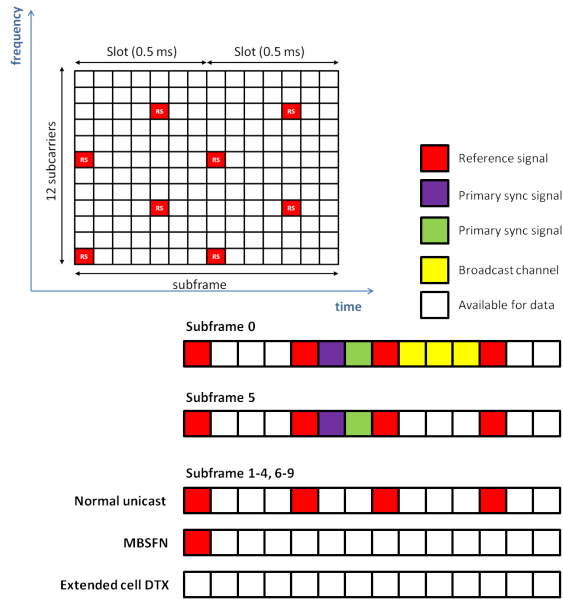 frequency
Slot (0.5 ms)
Slot (0.5 ms)
12 subcarriers
RS
RS
RS
RS
RS
RS
RS
RS
subframe
time
Reference signal
Primary sync signal
Primary sync signal
Broadcast channel
Available for data
Subframe 0
Subframe 5
Subframe 1-4, 6-9
Normal unicast
MBSFN
Extended cell DTX